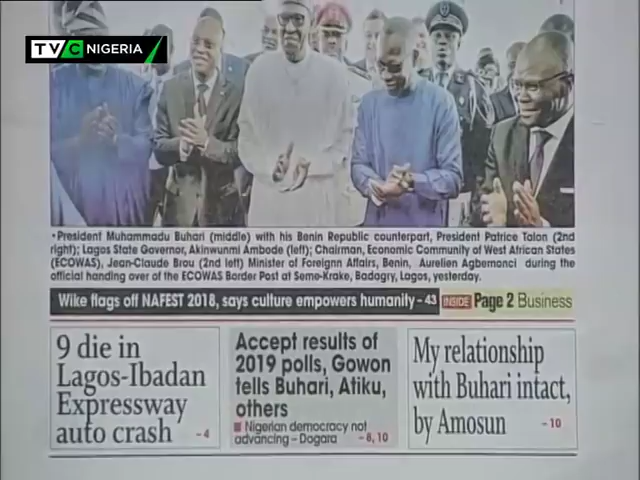 TVC NIGERIA
•President Muhammadu Buhari (middle) with his Benin Republic counterpart, President Patrice Talon (2nd
right); Lagos State Governor, Akinwunmi Ambode (left); Chairman, Economic Community of West African States
(ECOWAS), Jean-Claude Brou (2nd left) Minister of Foreignn Affairs, Benin, Aurelien Agbemonci during the
official handing over of the ECOWAS Border Post at Seme-Krake, Badagry, Lagos, yesterday.
Wike flags off NAFEST 2018, says culture empowers humanity – 43 INSIDE Page 2 Business
9 die in
Lagos-Ibadan
Expressway
auto crash – 4
Accept results of
2019 polls, Gowon
tells Buhari, Atiku,
others
■ Nigerian democracy not
advancing – Dogara – 8, 10
My relationship
with Buhari intact,
by Amosun – 10